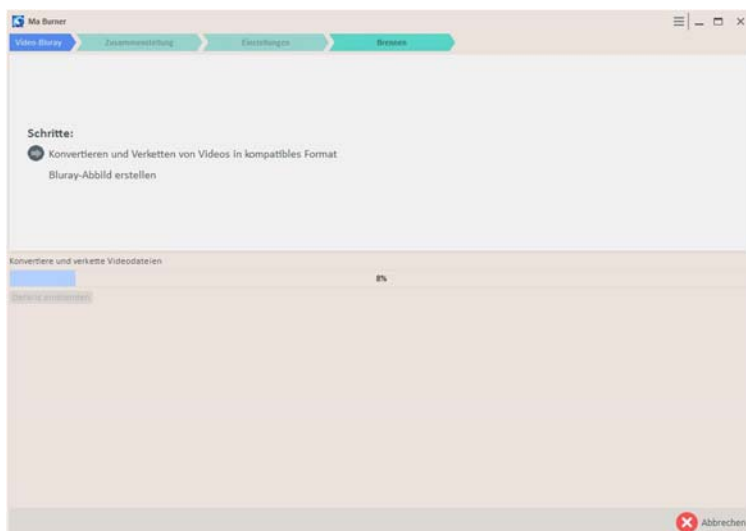 Ma Burner
Video Bluray
Zusammenstellung
Einstellungen
Brennen
Schritte:
Konvertieren und Verketten von Videos in kompatibles Format
Bluray-Abbild erstellen
Konvertiere und verkette Videodateien
8%
Abbrechen